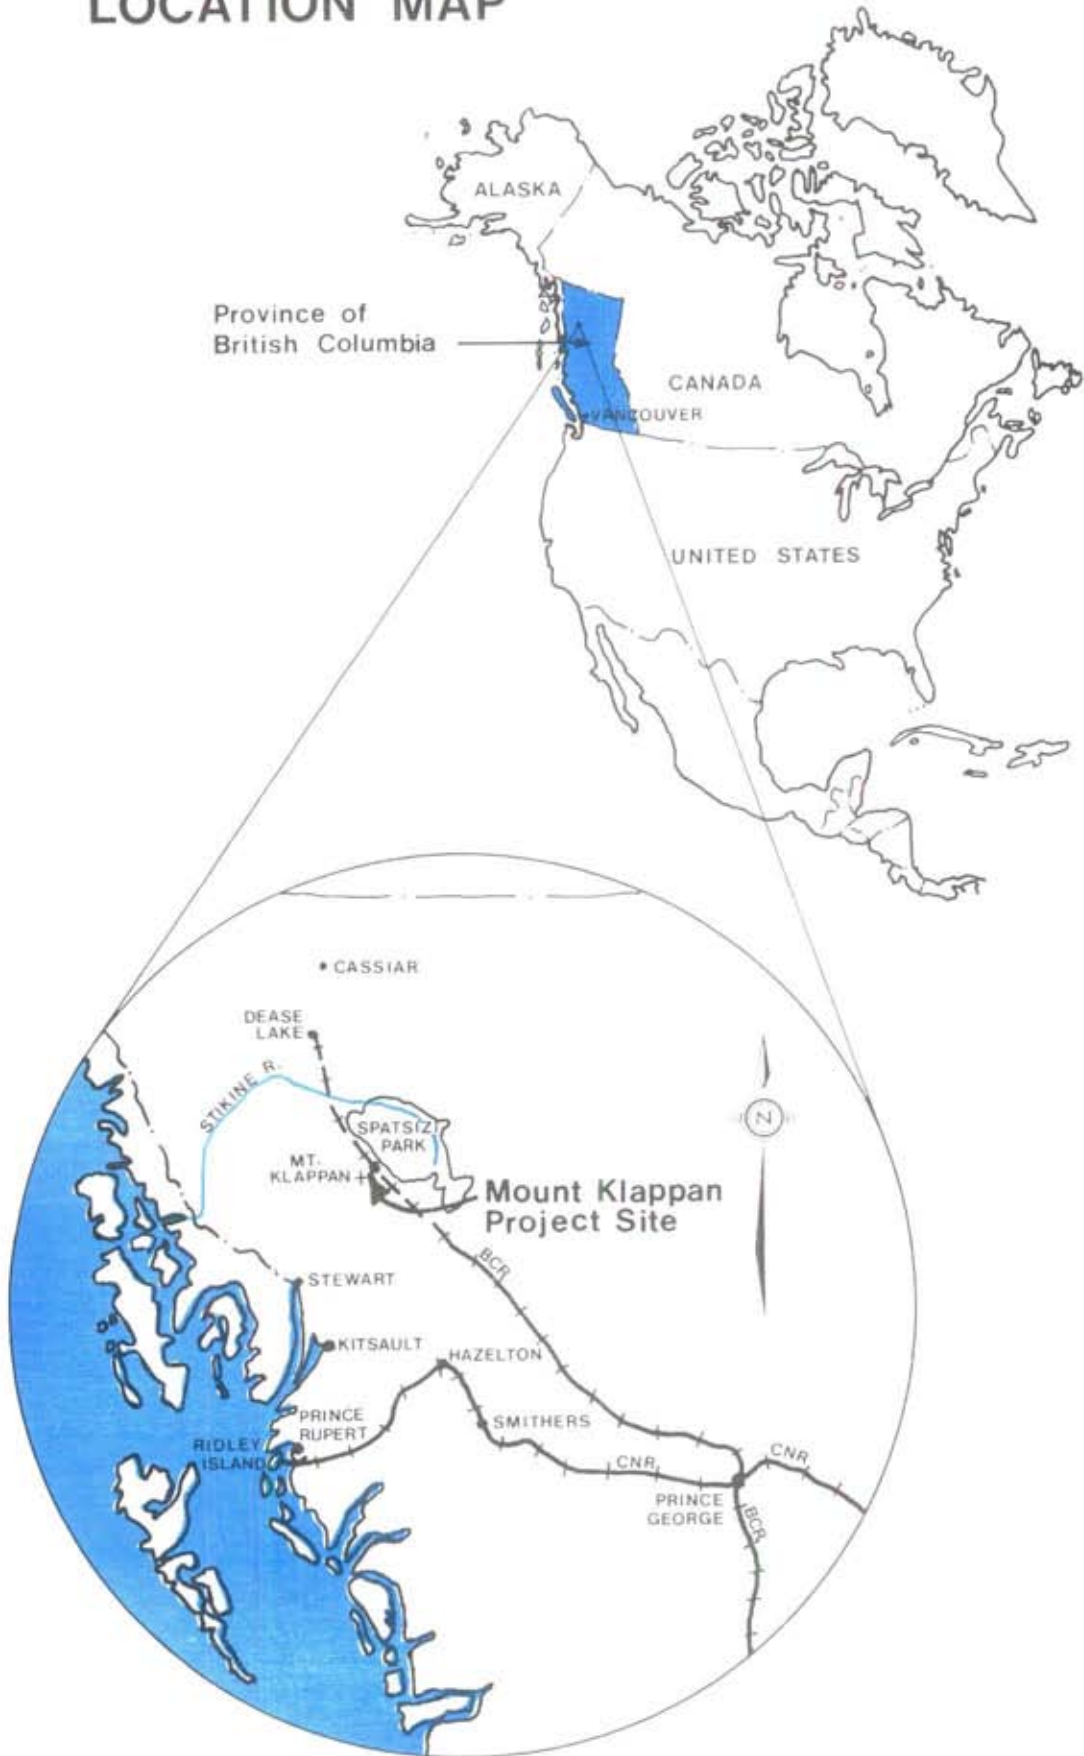 LOCATION MAP
ALASKA
Province of
British Columbia
CANADA
VANCOUVER
UNITED STATES
CASSIAR
DEASE
LAKE
STIKINE R.
SPATSIZI
PARK
MT.
KLAPPAN
N
Mount Klappan
Project Site
BCR
STEWART
KITSAULT
HAZELTON
PRINCE
RUPERT
SMITHERS
RIDLEY
ISLAND
CNR
CNR
PRINCE
GEORGE
BCR